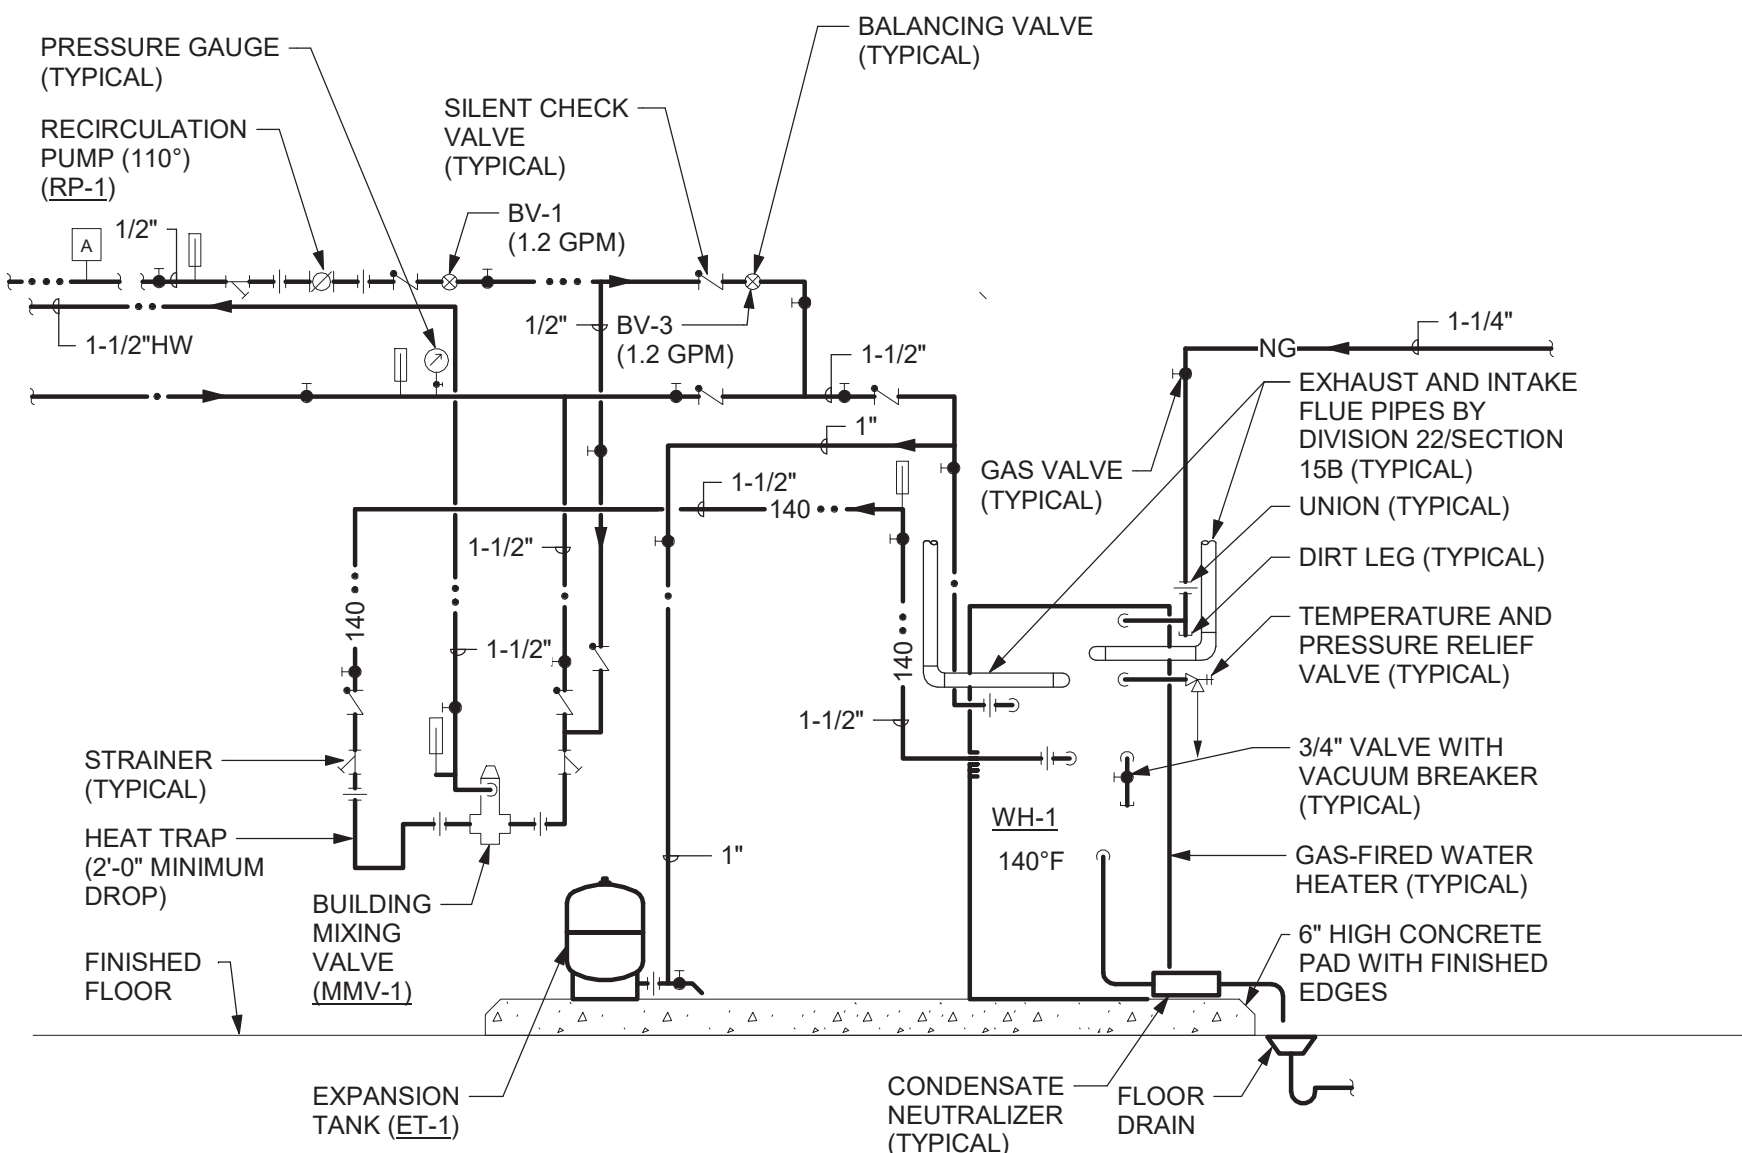 PRESSURE GAUGE
(TYPICAL)
BALANCING VALVE
(TYPICAL)
RECIRCULATION
PUMP (110°)
(RP-1)
SILENT CHECK
VALVE
(TYPICAL)
BV-1
(1.2 GPM)
1/2"
A
1-1/2"HW
1/2"
BV-3
(1.2 GPM)
1-1/2"
1-1/4"
NG
EXHAUST AND INTAKE
FLUE PIPES BY
DIVISION 22/SECTION
15B (TYPICAL)
1"
GAS VALVE
(TYPICAL)
1-1/2"
140
UNION (TYPICAL)
1-1/2"
DIRT LEG (TYPICAL)
140
1-1/2"
140
TEMPERATURE AND
PRESSURE RELIEF
VALVE (TYPICAL)
1-1/2"
STRAINER
(TYPICAL)
3/4" VALVE WITH
VACUUM BREAKER
(TYPICAL)
HEAT TRAP
(2'-0" MINIMUM
DROP)
WH-1
140°F
1"
GAS-FIRED WATER
HEATER (TYPICAL)
BUILDING
MIXING
VALVE
(MMV-1)
FINISHED
FLOOR
6" HIGH CONCRETE
PAD WITH FINISHED
EDGES
EXPANSION
TANK (ET-1)
CONDENSATE
NEUTRALIZER
(TYPICAL)
FLOOR
DRAIN